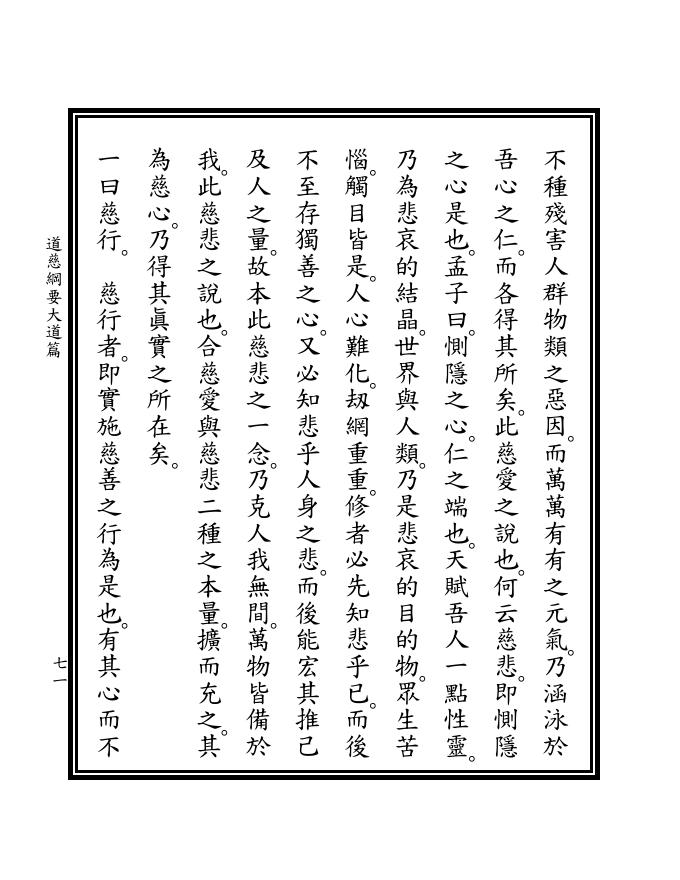 不種殘害人群物類之惡因。而萬萬有有之元氣。乃涵泳於
吾心之仁。而各得其所矣。此慈愛之說也。何云慈悲。即惻隱
之心是也。孟子曰。惻隱之心。仁之端也。天賦吾人一點性靈。
乃為悲哀的結晶。世界與人類。乃是悲哀的目的物。眾生苦
惱。觸目皆是。人心難化。刼網重重。修者必先知悲乎已。而後
不至存獨善之心。又必知悲乎人身之悲。而後能宏其推己
及人之量。故本此慈悲之一念。乃克人我無間。萬物皆備於
我。此慈悲之說也。合慈愛與慈悲二種之本量。擴而充之。其
為慈心。乃得其眞實之所在矣。
一曰慈行。　慈行者。即實施慈善之行為是也。有其心而不
道慈綱要大道篇
七一